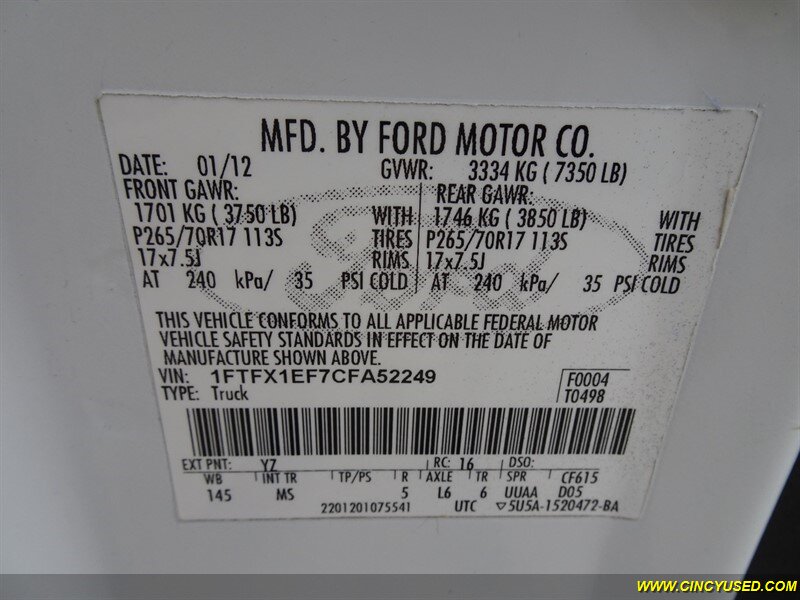 MFD. BY FORD MOTOR CO.
DATE: 01/12 GVWR: 3334 KG ( 7350 LB)
FRONT GAWR: REAR GAWR:
1701 KG ( 3750 LB) WITH 1746 KG ( 3850 LB) WITH
P265/70R17 113S TIRES P265/70R17 113S TIRES
17x7.5J RIMS 17x7.5J RIMS
AT 240 kPa/ 35 PSI COLD AT 240 kPa/ 35 PSI COLD
THIS VEHICLE CONFORMS TO ALL APPLICABLE FEDERAL MOTOR
VEHICLE SAFETY STANDARDS IN EFFECT ON THE DATE OF
MANUFACTURE SHOWN ABOVE.
VIN: 1FTFX1EF7CFA52249 F0004
TYPE: Truck T0498
EXT PNT: YZ RC: 16 DSO:
WB INT TR TP/PS R AXLE TR SPR CF615
145 MS 5 L6 6 UUAA D05
2201201075541 UTC ▽5U5A-1520472-BA
WWW.CINCYUSED.COM